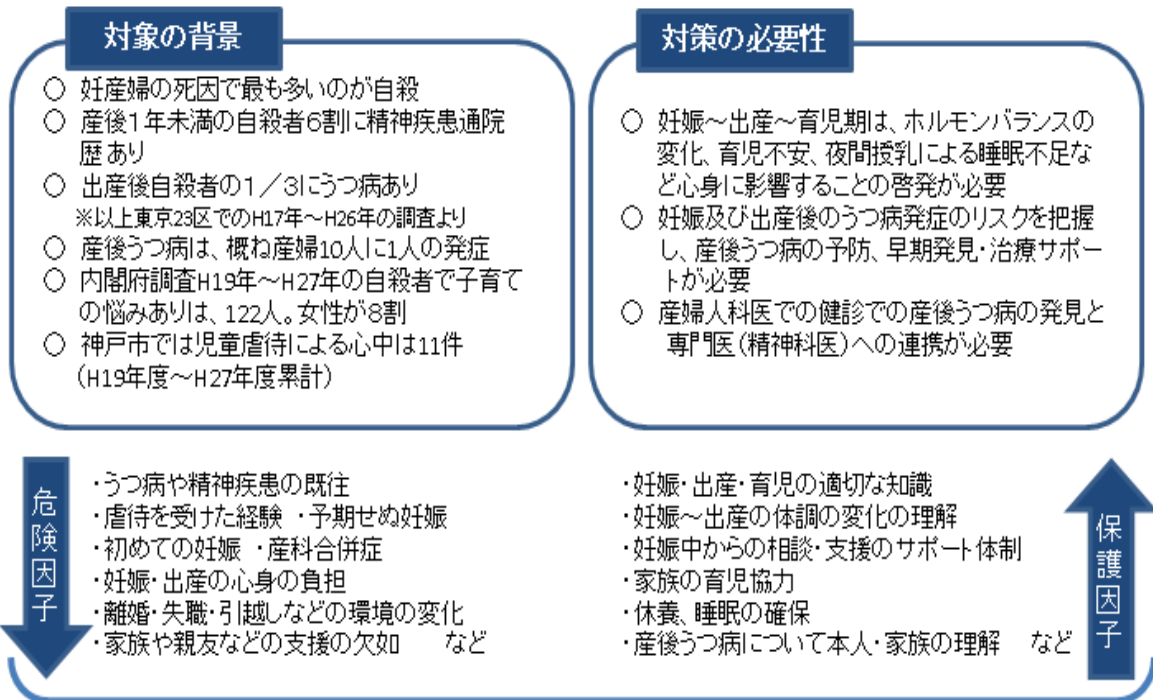 対象の背景
○ 妊産婦の死因で最も多いのが自殺
○ 産後1年未満の自殺者6割に精神疾患通院
歴あり
○ 出産後自殺者の1/3にうつ病あり
※以上東京23区でのH17年~H26年の調査より
○ 産後うつ病は、概ね産婦10人に1人の発症
○ 内閣府調査H19年~H27年の自殺者で子育て
の悩みありは、122人。女性が8割
○ 神戸市では児童虐待による心中は11件
(H19年度~H27年度累計)
対策の必要性
○ 妊娠~出産~育児期は、ホルモンバランスの
変化、育児不安、夜間授乳による睡眠不足な
ど心身に影響することの啓発が必要
○ 妊娠及び出産後のうつ病発症のリスクを把握
し、産後うつ病の予防、早期発見・治療サポー
トが必要
○ 産婦人科医での健診での産後うつ病の発見と
専門医(精神科医)への連携が必要
危険因子
・うつ病や精神疾患の既往
・虐待を受けた経験 ・予期せぬ妊娠
・初めての妊娠 ・産科合併症
・妊娠・出産の心身の負担
・離婚・失職・引越しなどの環境の変化
・家族や親友などの支援の欠如 など
・妊娠・出産・育児の適切な知識
・妊娠~出産の体調の変化の理解
・妊娠中からの相談・支援のサポート体制
・家族の育児協力
・休養、睡眠の確保
・産後うつ病について本人・家族の理解 など
保護因子